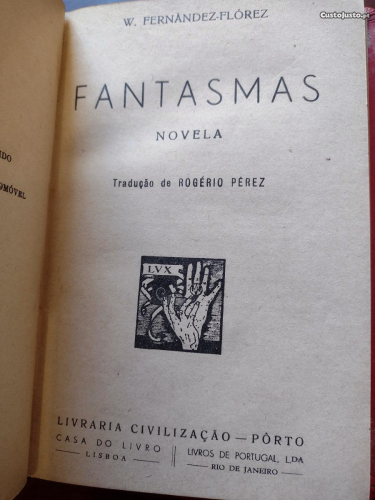 CustoJusto.pt
W. FERNÁNDEZ-FLÓREZ
FANTASMAS
NOVELA
Tradução de ROGÉRIO PÉREZ
LVX
LIVRARIA CIVILIZAÇÃO — PÔRTO
CASA DO LIVRO
— LISBOA —
LIVROS DE PORTUGAL, LDA
— RIO DE JANEIRO —